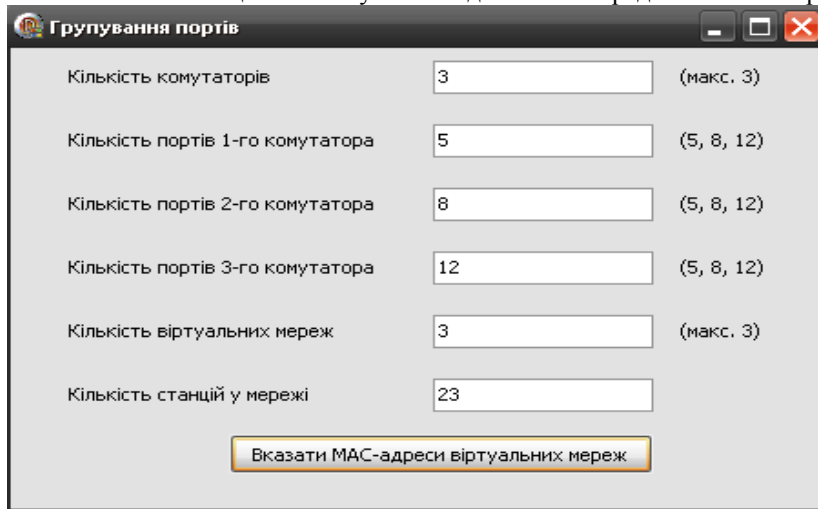 Групування портів
Кількість комутаторів 3 (макс. 3)
Кількість портів 1-го комутатора 5 (5, 8, 12)
Кількість портів 2-го комутатора 8 (5, 8, 12)
Кількість портів 3-го комутатора 12 (5, 8, 12)
Кількість віртуальних мереж 3 (макс. 3)
Кількість станцій у мережі 23
Вказати MAC-адреси віртуальних мереж